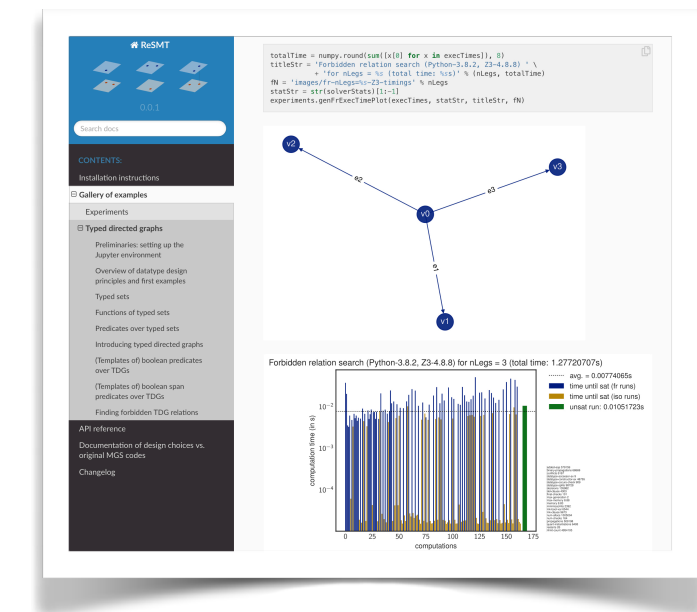 ReSMT
0.0.1
Search docs
CONTENTS:
Installation instructions
Gallery of examples
Experiments
Typed directed graphs
Preliminaries: setting up the
Jupyter environment
Overview of datatype design
principles and first examples
Typed sets
Functions of typed sets
Predicates over typed sets
Introducing typed directed graphs
(Templates of) boolean predicates
over TDGs
(Templates of) boolean span
predicates over TDGs
Finding forbidden TDG relations
API reference
Documentation of design choices vs.
original MGS codes
Changelog
totalTime = numpy.round(sum([x[0] for x in execTimes]), 8)
titleStr = 'Forbidden relation search (Python-3.8.2, Z3-4.8.8) ' \
+ 'for nLegs = %s (total time: %ss)' % (nLegs, totalTime)
fN = 'images/fr-nLegs=%s-Z3-timings' % nLegs
statStr = str(solverStats)[1:-1]
experiments.genFrExecTimePlot(execTimes, statStr, titleStr, fN)
v2
v3
e2
e3
v0
e1
v1
Forbidden relation search (Python-3.8.2, Z3-4.8.8) for nLegs = 3 (total time: 1.27720707s)
avg. = 0.00774065s
time until sat (fr runs)
time until sat (iso runs)
unsat run: 0.01051723s
computation time (in s)
10⁻²
10⁻³
10⁻⁴
0 25 50 75 100 125 150 175
computations